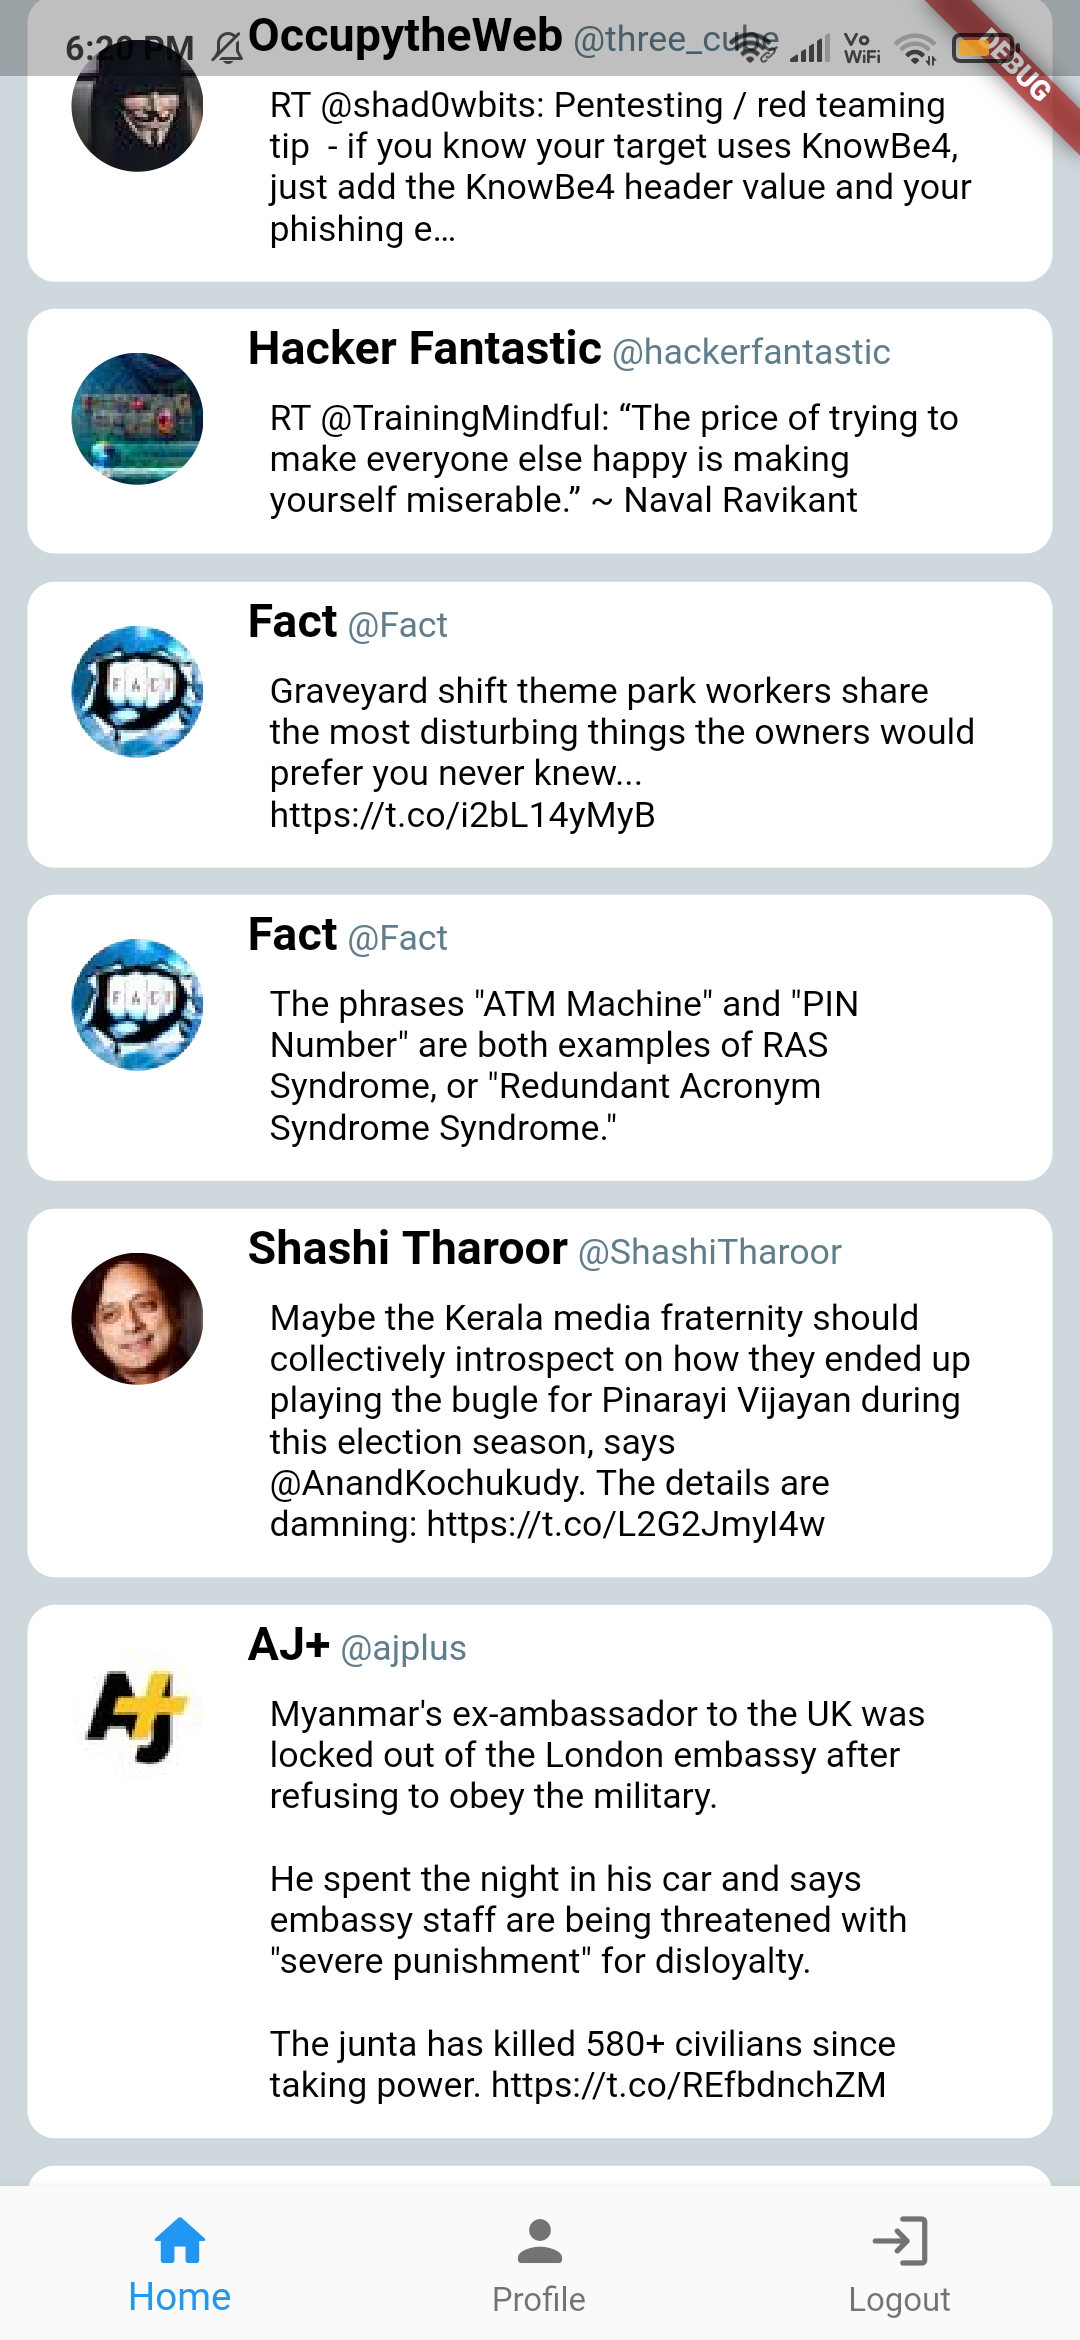 6:20 PM
OccupytheWeb @three_cube
Vo
WiFi
DEBUG
RT @shad0wbits: Pentesting / red teaming
tip  - if you know your target uses KnowBe4,
just add the KnowBe4 header value and your
phishing e…
Hacker Fantastic @hackerfantastic
RT @TrainingMindful: “The price of trying to
make everyone else happy is making
yourself miserable.” ~ Naval Ravikant
Fact @Fact
FACT
Graveyard shift theme park workers share
the most disturbing things the owners would
prefer you never knew...
https://t.co/i2bL14yMyB
Fact @Fact
FACT
The phrases "ATM Machine" and "PIN
Number" are both examples of RAS
Syndrome, or "Redundant Acronym
Syndrome Syndrome."
Shashi Tharoor @ShashiTharoor
Maybe the Kerala media fraternity should
collectively introspect on how they ended up
playing the bugle for Pinarayi Vijayan during
this election season, says
@AnandKochukudy. The details are
damning: https://t.co/L2G2JmyI4w
AJ+ @ajplus
AJ+
Myanmar's ex-ambassador to the UK was
locked out of the London embassy after
refusing to obey the military.
He spent the night in his car and says
embassy staff are being threatened with
"severe punishment" for disloyalty.
The junta has killed 580+ civilians since
taking power. https://t.co/REfbdnchZM
Home
Profile
Logout